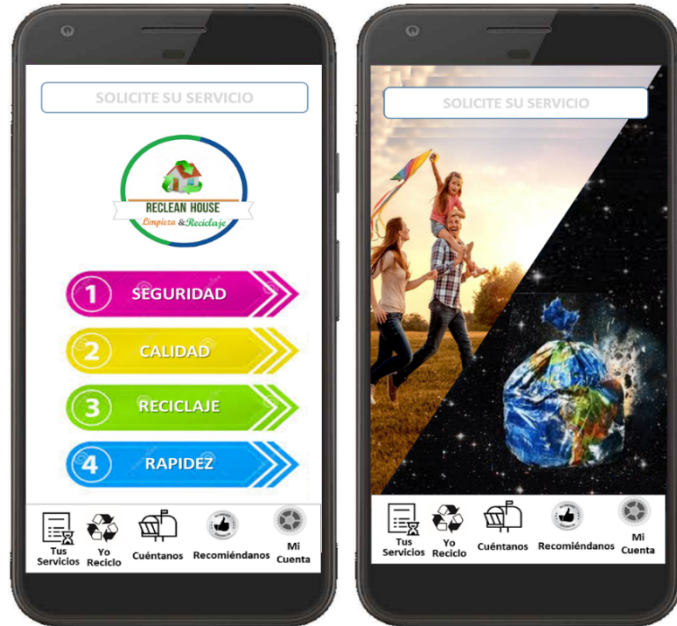 SOLICITE SU SERVICIO
RECLEAN HOUSE
Limpieza & Reciclaje
1 SEGURIDAD
2 CALIDAD
3 RECICLAJE
4 RAPIDEZ
Tus Servicios
Yo Reciclo
Cuéntanos
Recomiéndanos
Mi Cuenta
SOLICITE SU SERVICIO
Tus Servicios
Yo Reciclo
Cuéntanos
Recomiéndanos
Mi Cuenta